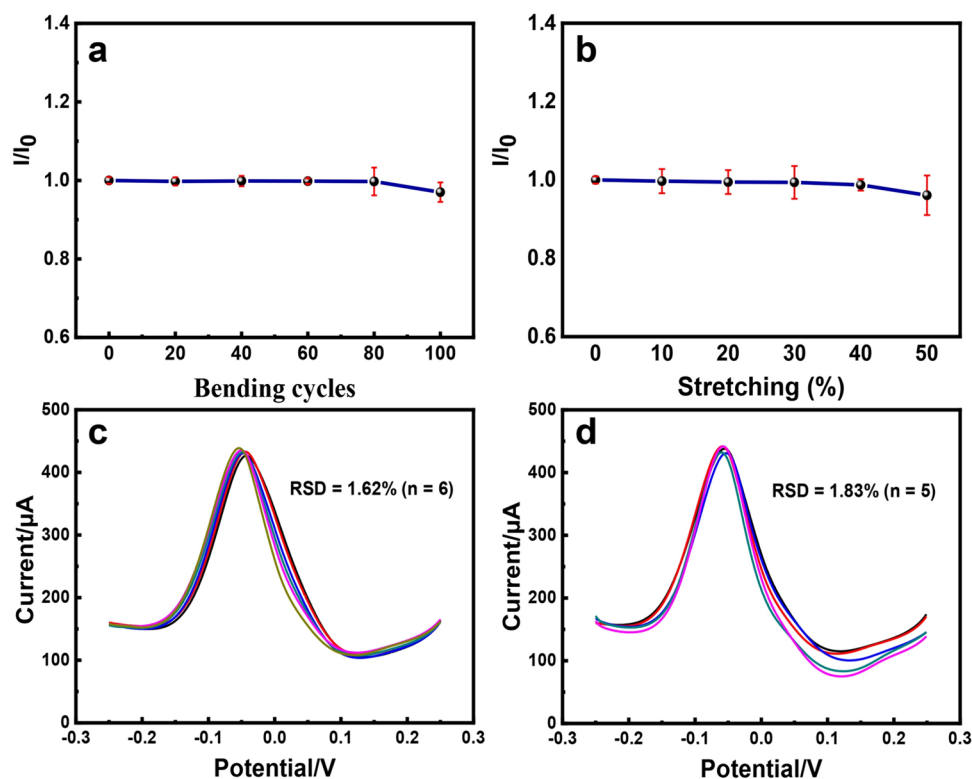 a
I/I0
1.4
1.2
1.0
0.8
0.6
0 20 40 60 80 100
Bending cycles
b
I/I0
1.4
1.2
1.0
0.8
0.6
0 10 20 30 40 50
Stretching (%)
c
RSD = 1.62% (n = 6)
Current/μA
500
400
300
200
100
0
-0.3 -0.2 -0.1 0.0 0.1 0.2 0.3
Potential/V
d
RSD = 1.83% (n = 5)
Current/μA
500
400
300
200
100
0
-0.3 -0.2 -0.1 0.0 0.1 0.2 0.3
Potential/V